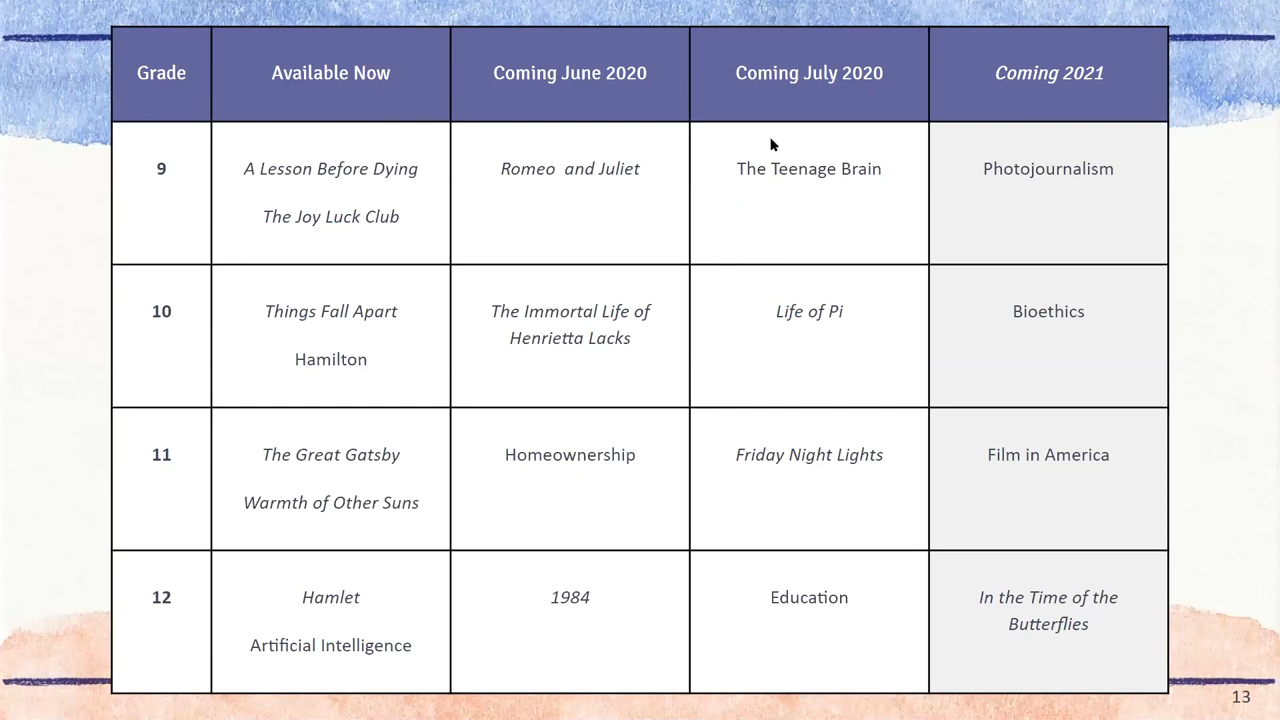 Grade Available Now Coming June 2020 Coming July 2020 Coming 2021
9 A Lesson Before Dying Romeo and Juliet The Teenage Brain Photojournalism
The Joy Luck Club
10 Things Fall Apart The Immortal Life of Life of Pi Bioethics
Henrietta Lacks
Hamilton
11 The Great Gatsby Homeownership Friday Night Lights Film in America
Warmth of Other Suns
12 Hamlet 1984 Education In the Time of the
Butterflies
Artificial Intelligence
13